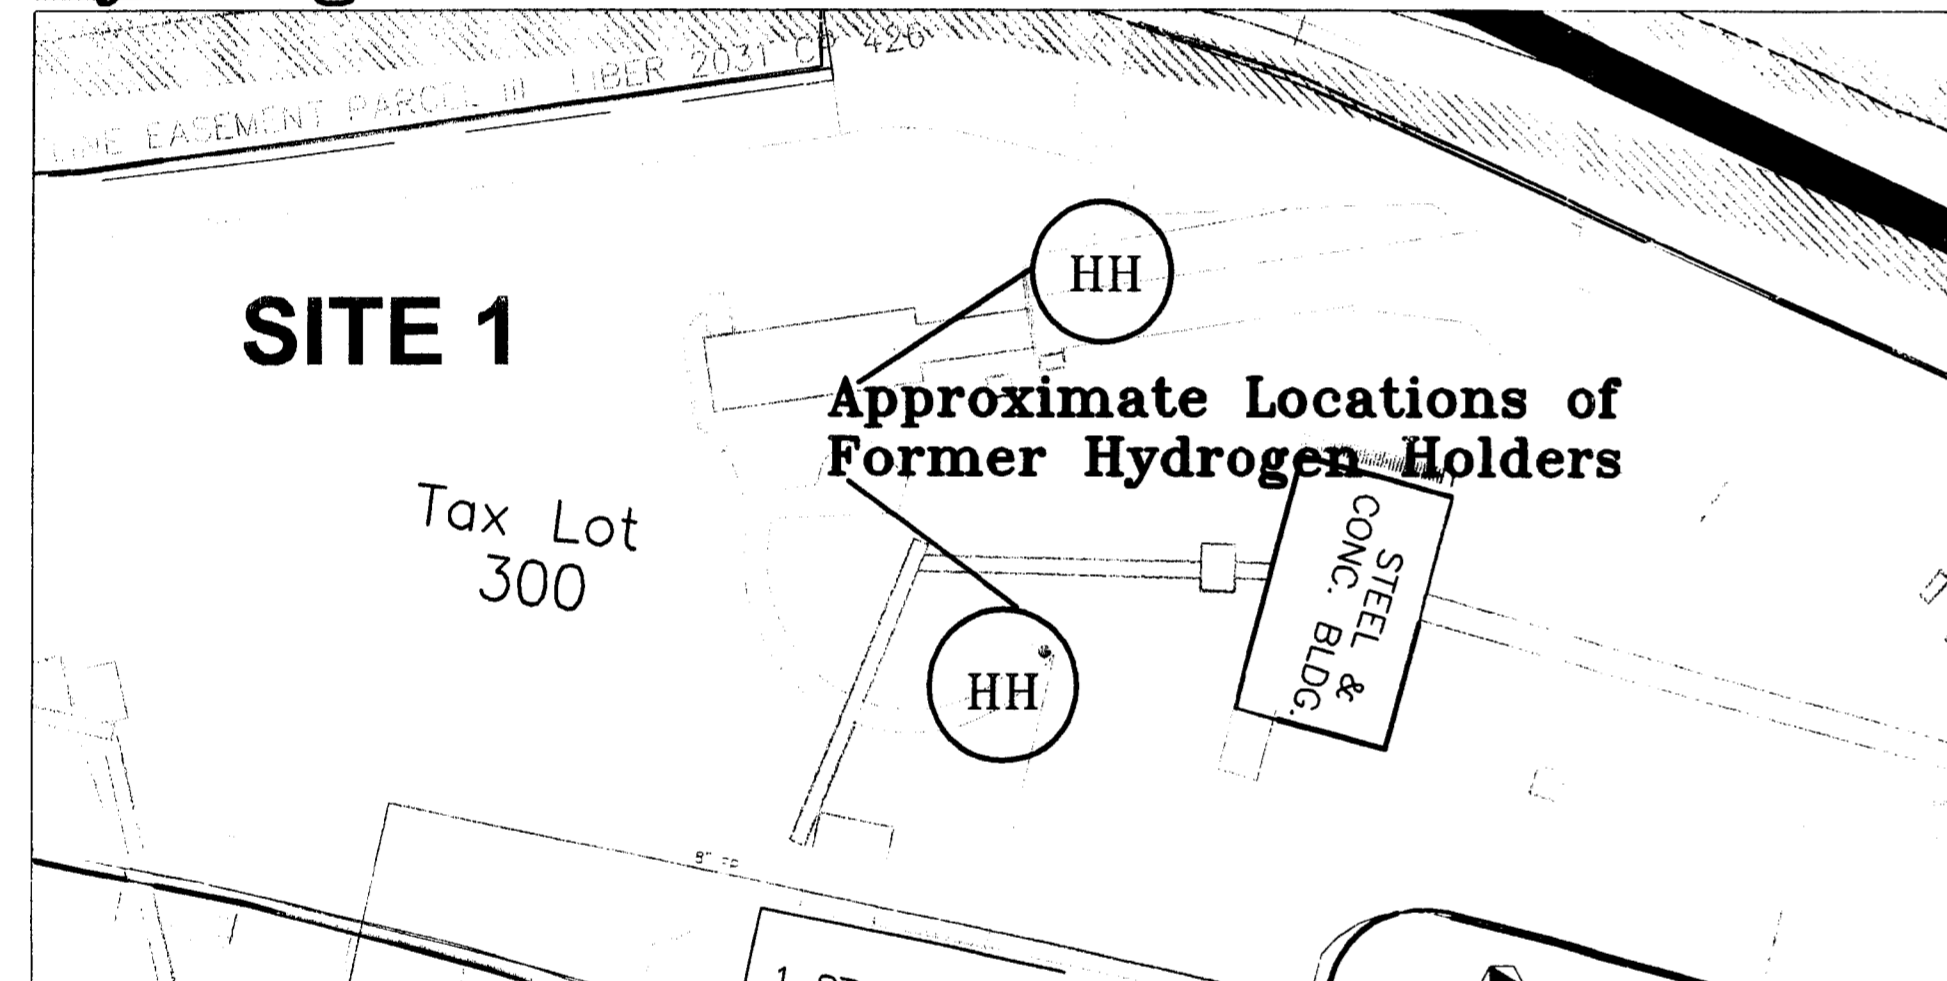 LINE EASEMENT PARCEL III LIBER 2031 CP 426
HH
SITE 1
Approximate Locations of
Former Hydrogen Holders
Tax Lot
300
STEEL &
CONC. BLDG.
HH